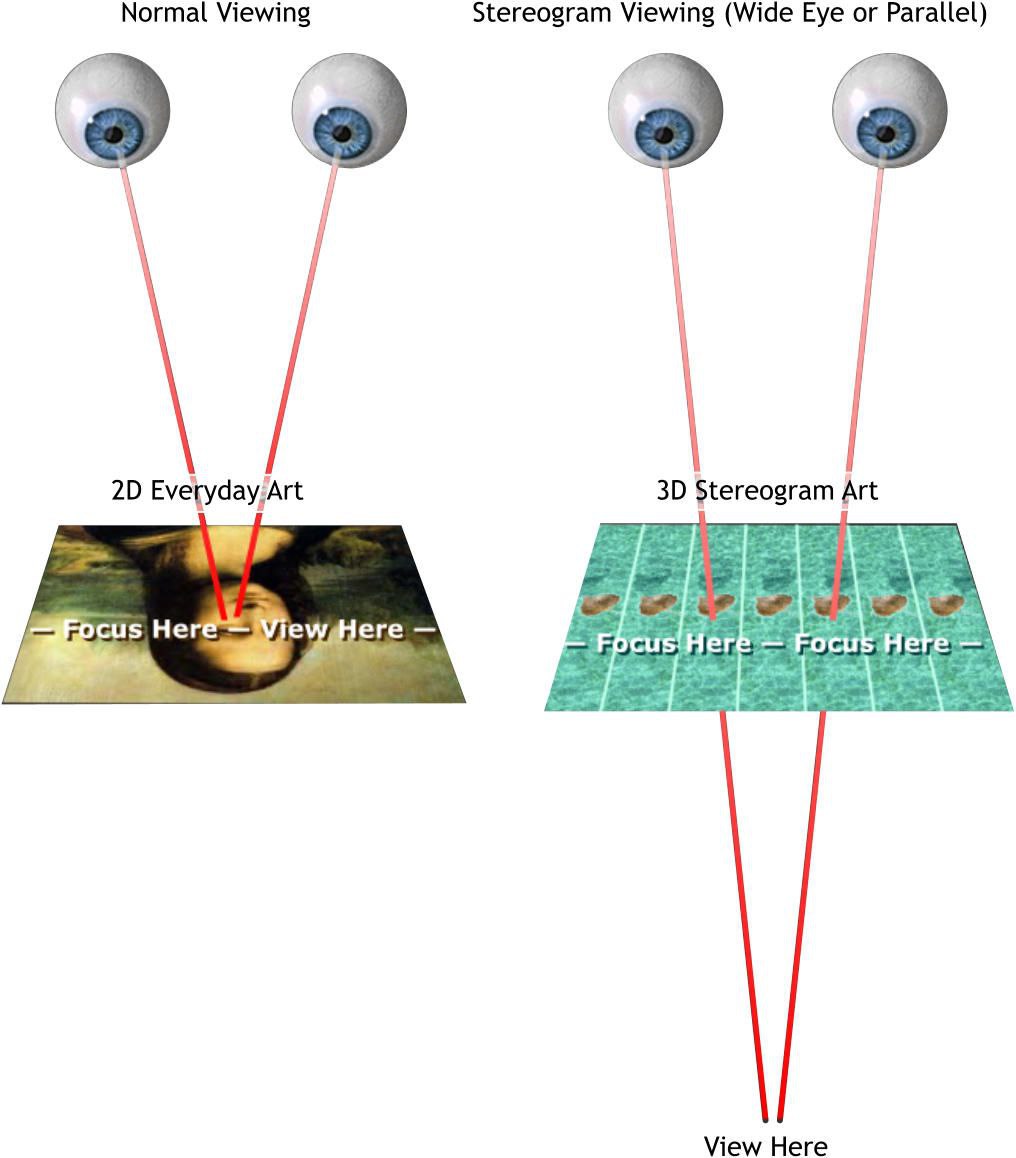 Normal Viewing
Stereogram Viewing (Wide Eye or Parallel)
2D Everyday Art
3D Stereogram Art
— Focus Here — View Here —
— Focus Here — Focus Here —
View Here